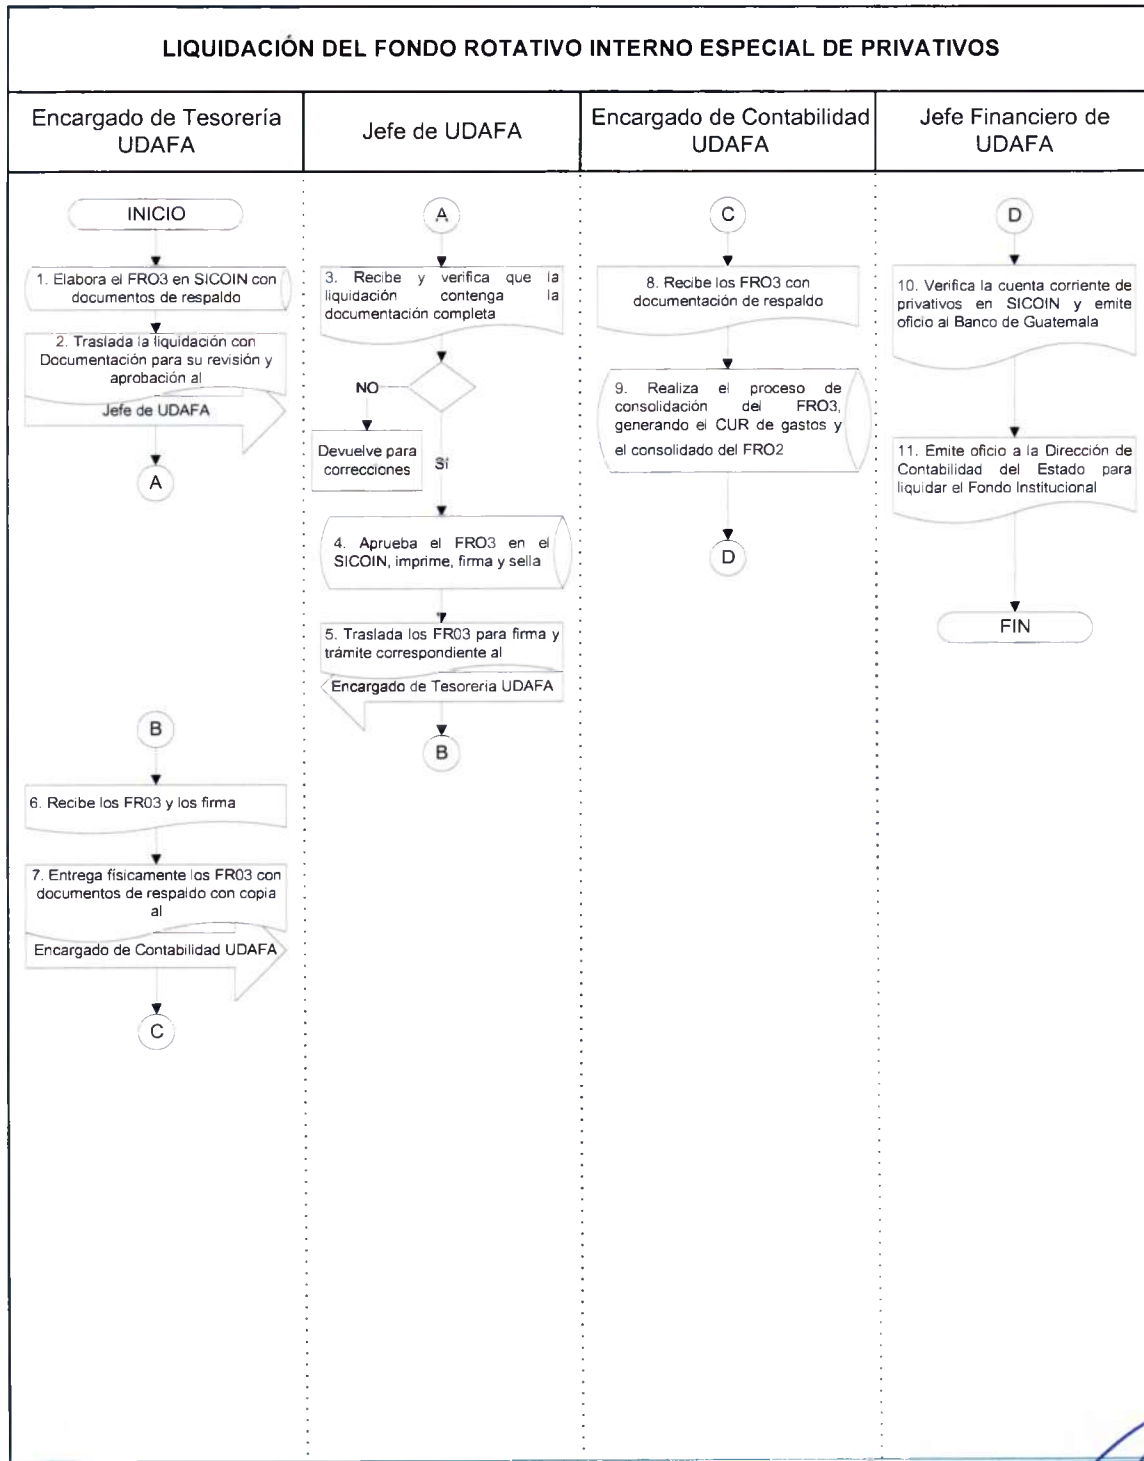 LIQUIDACIÓN DEL FONDO ROTATIVO INTERNO ESPECIAL DE PRIVATIVOS
Encargado de Tesorería
UDAFA
Jefe de UDAFA
Encargado de Contabilidad
UDAFA
Jefe Financiero de
UDAFA
INICIO
1. Elabora el FRO3 en SICOIN con
documentos de respaldo
2. Traslada la liquidación con
Documentación para su revisión y
aprobación al
Jefe de UDAFA
A
B
6. Recibe los FR03 y los firma
7. Entrega físicamente los FR03 con
documentos de respaldo con copia
al
Encargado de Contabilidad UDAFA
C
A
3. Recibe y verifica que la
liquidación contenga la
documentación completa
NO
Devuelve para
correcciones
Sí
4. Aprueba el FRO3 en el
SICOIN, imprime, firma y sella
5. Traslada los FR03 para firma y
trámite correspondiente al
Encargado de Tesoreria UDAFA
B
C
8. Recibe los FRO3 con
documentación de respaldo
9. Realiza el proceso de
consolidación del FRO3,
generando el CUR de gastos y
el consolidado del FRO2
D
D
10. Verifica la cuenta corriente de
privativos en SICOIN y emite
oficio al Banco de Guatemala
11. Emite oficio a la Dirección de
Contabilidad del Estado para
liquidar el Fondo Institucional
FIN